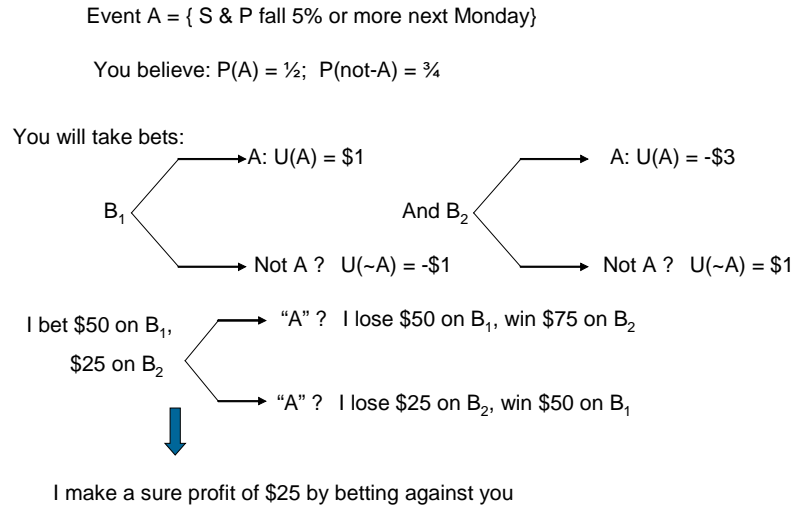 Event A = { S & P fall 5% or more next Monday}
You believe: P(A) = ½; P(not-A) = ¾
You will take bets:
A: U(A) = $1
A: U(A) = -$3
B₁
And B₂
Not A ? U(~A) = -$1
Not A ? U(~A) = $1
I bet $50 on B₁,
$25 on B₂
“A” ? I lose $50 on B₁, win $75 on B₂
“A” ? I lose $25 on B₂, win $50 on B₁
I make a sure profit of $25 by betting against you